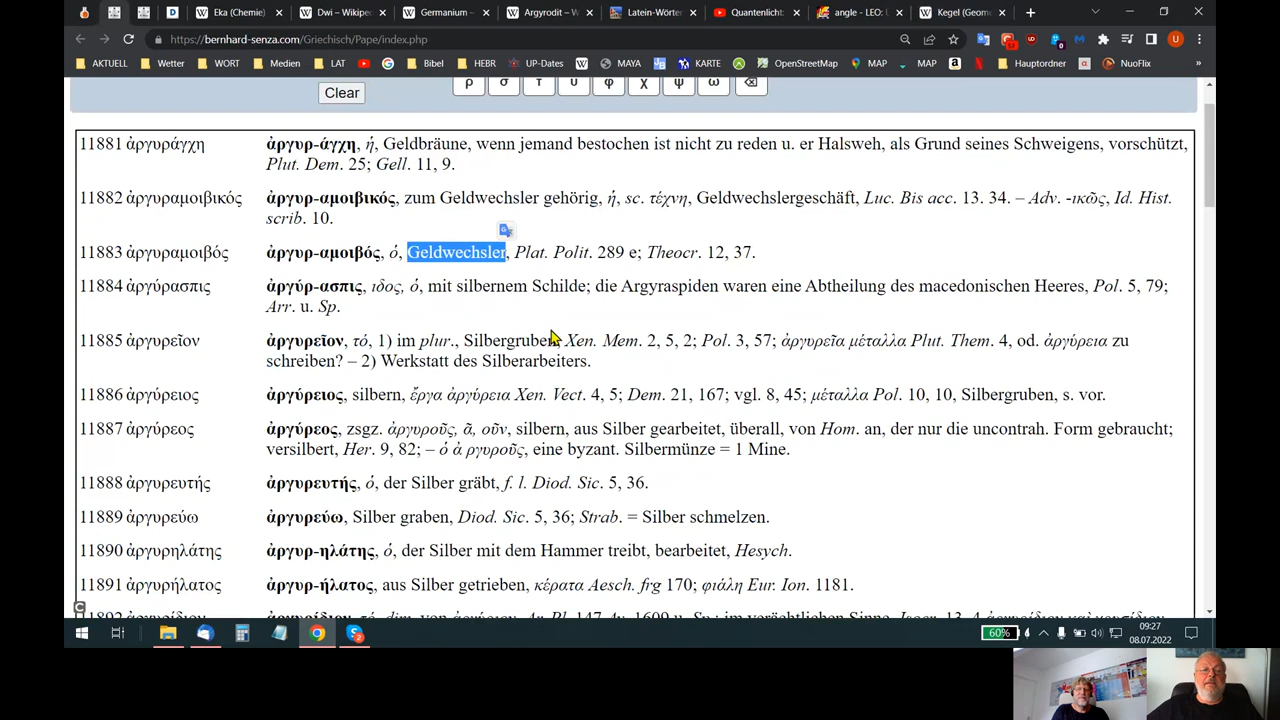 Eka (Chemie)
Dwi – Wikipe
Germanium –
Argyrodit – W
Latein-Wörter
Quantenlicht:
angle - LEO: U
Kegel (Geom
https://bernhard-senza.com/Griechisch/Pape/index.php
AKTUELL Wetter WORT Medien LAT Bibel HEBR UP-Dates MAYA KARTE OpenStreetMap MAP MAP Hauptordner NuoFlix
Clear
ρ σ τ υ φ χ ψ ω
11881 ἀργυράγχη ἀργυρ-άγχη, ἡ, Geldbräune, wenn jemand bestochen ist nicht zu reden u. er Halsweh, als Grund seines Schweigens, vorschützt,
Plut. Dem. 25; Gell. 11, 9.
11882 ἀργυραμοιβικός ἀργυρ-αμοιβικός, zum Geldwechsler gehörig, ἡ, sc. τέχνη, Geldwechslergeschäft, Luc. Bis acc. 13. 34. – Adv. -ικῶς, Id. Hist.
scrib. 10.
11883 ἀργυραμοιβός ἀργυρ-αμοιβός, ὁ, Geldwechsler, Plat. Polit. 289 e; Theocr. 12, 37.
11884 ἀργύρασπις ἀργύρ-ασπις, ιδος, ὁ, mit silbernem Schilde; die Argyraspiden waren eine Abtheilung des macedonischen Heeres, Pol. 5, 79;
Arr. u. Sp.
11885 ἀργυρεῖον ἀργυρεῖον, τό, 1) im plur., Silbergruben, Xen. Mem. 2, 5, 2; Pol. 3, 57; ἀργυρεῖα μέταλλα Plut. Them. 4, od. ἀργύρεια zu
schreiben? – 2) Werkstatt des Silberarbeiters.
11886 ἀργύρειος ἀργύρειος, silbern, ἔργα ἀργύρεια Xen. Vect. 4, 5; Dem. 21, 167; vgl. 8, 45; μέταλλα Pol. 10, 10, Silbergruben, s. vor.
11887 ἀργύρεος ἀργύρεος, zsgz. ἀργυροῦς, ᾶ, οῦν, silbern, aus Silber gearbeitet, überall, von Hom. an, der nur die uncontrah. Form gebraucht;
versilbert, Her. 9, 82; – ὁ ἀ ργυροῦς, eine byzant. Silbermünze = 1 Mine.
11888 ἀργυρευτής ἀργυρευτής, ὁ, der Silber gräbt, f. l. Diod. Sic. 5, 36.
11889 ἀργυρεύω ἀργυρεύω, Silber graben, Diod. Sic. 5, 36; Strab. = Silber schmelzen.
11890 ἀργυρηλάτης ἀργυρ-ηλάτης, ὁ, der Silber mit dem Hammer treibt, bearbeitet, Hesych.
11891 ἀργυρήλατος ἀργυρ-ήλατος, aus Silber getrieben, κέρατα Aesch. frg 170; φιάλη Eur. Ion. 1181.
60%
09:27
08.07.2022